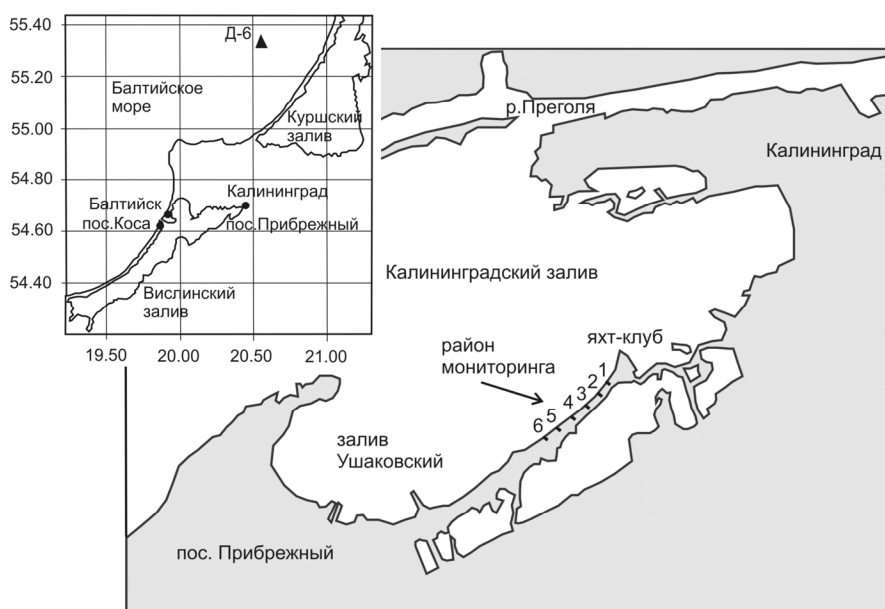 55.40
55.20
55.00
54.80
54.60
54.40
19.50
20.00
20.50
21.00
Д-6
Балтийское
море
Куршский
залив
Калининград
Балтийск
пос.Коса
пос.Прибрежный
Вислинский
залив
р.Преголя
Калининград
Калининградский залив
яхт-клуб
район
мониторинга
1
2
3
4
5
6
залив
Ушаковский
пос. Прибрежный